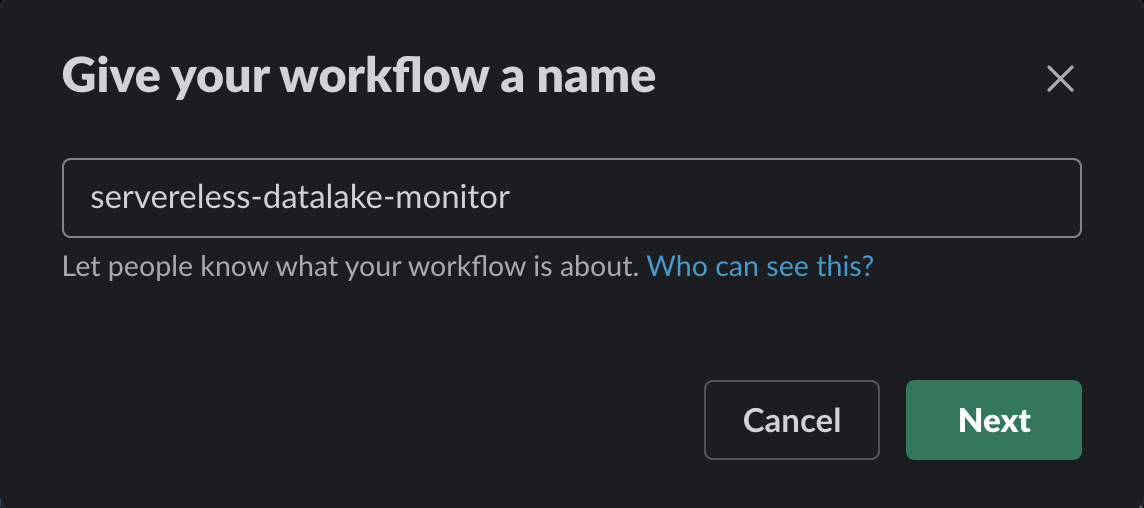 Give your workflow a name
servereless-datalake-monitor
Let people know what your workflow is about. Who can see this?
Cancel
Next